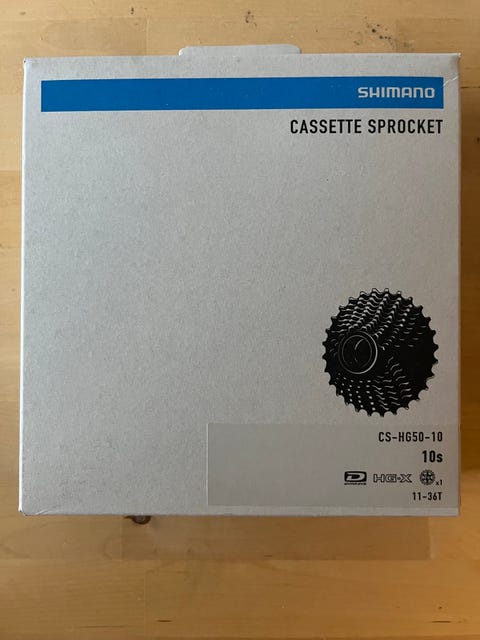 SHIMANO
CASSETTE SPROCKET
CS-HG50-10
10s
HG-X x1
11-36T